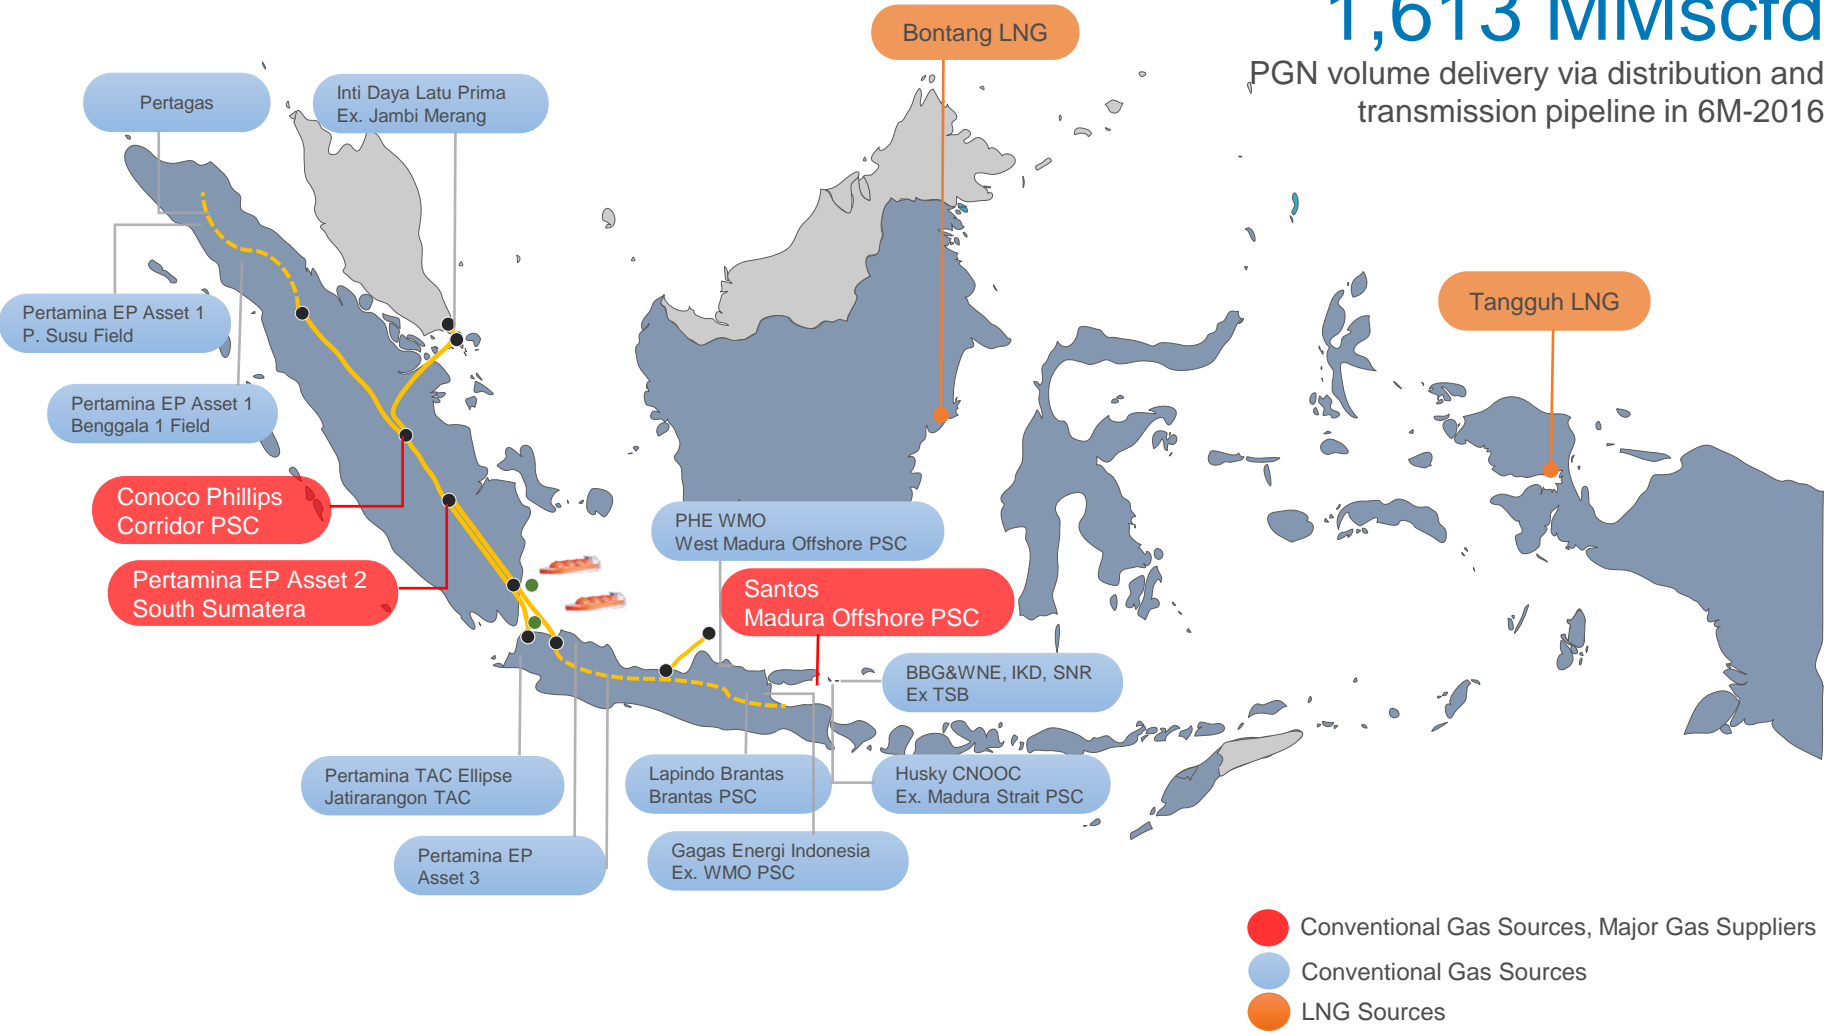 1,613 MMscfd
PGN volume delivery via distribution and
transmission pipeline in 6M-2016
Bontang LNG
Pertagas
Inti Daya Latu Prima
Ex. Jambi Merang
Tangguh LNG
Pertamina EP Asset 1
P. Susu Field
Pertamina EP Asset 1
Benggala 1 Field
Conoco Phillips
Corridor PSC
Pertamina EP Asset 2
South Sumatera
PHE WMO
West Madura Offshore PSC
Santos
Madura Offshore PSC
BBG&WNE, IKD, SNR
Ex TSB
Pertamina TAC Ellipse
Jatirarangon TAC
Lapindo Brantas
Brantas PSC
Husky CNOOC
Ex. Madura Strait PSC
Pertamina EP
Asset 3
Gagas Energi Indonesia
Ex. WMO PSC
Conventional Gas Sources, Major Gas Suppliers
Conventional Gas Sources
LNG Sources